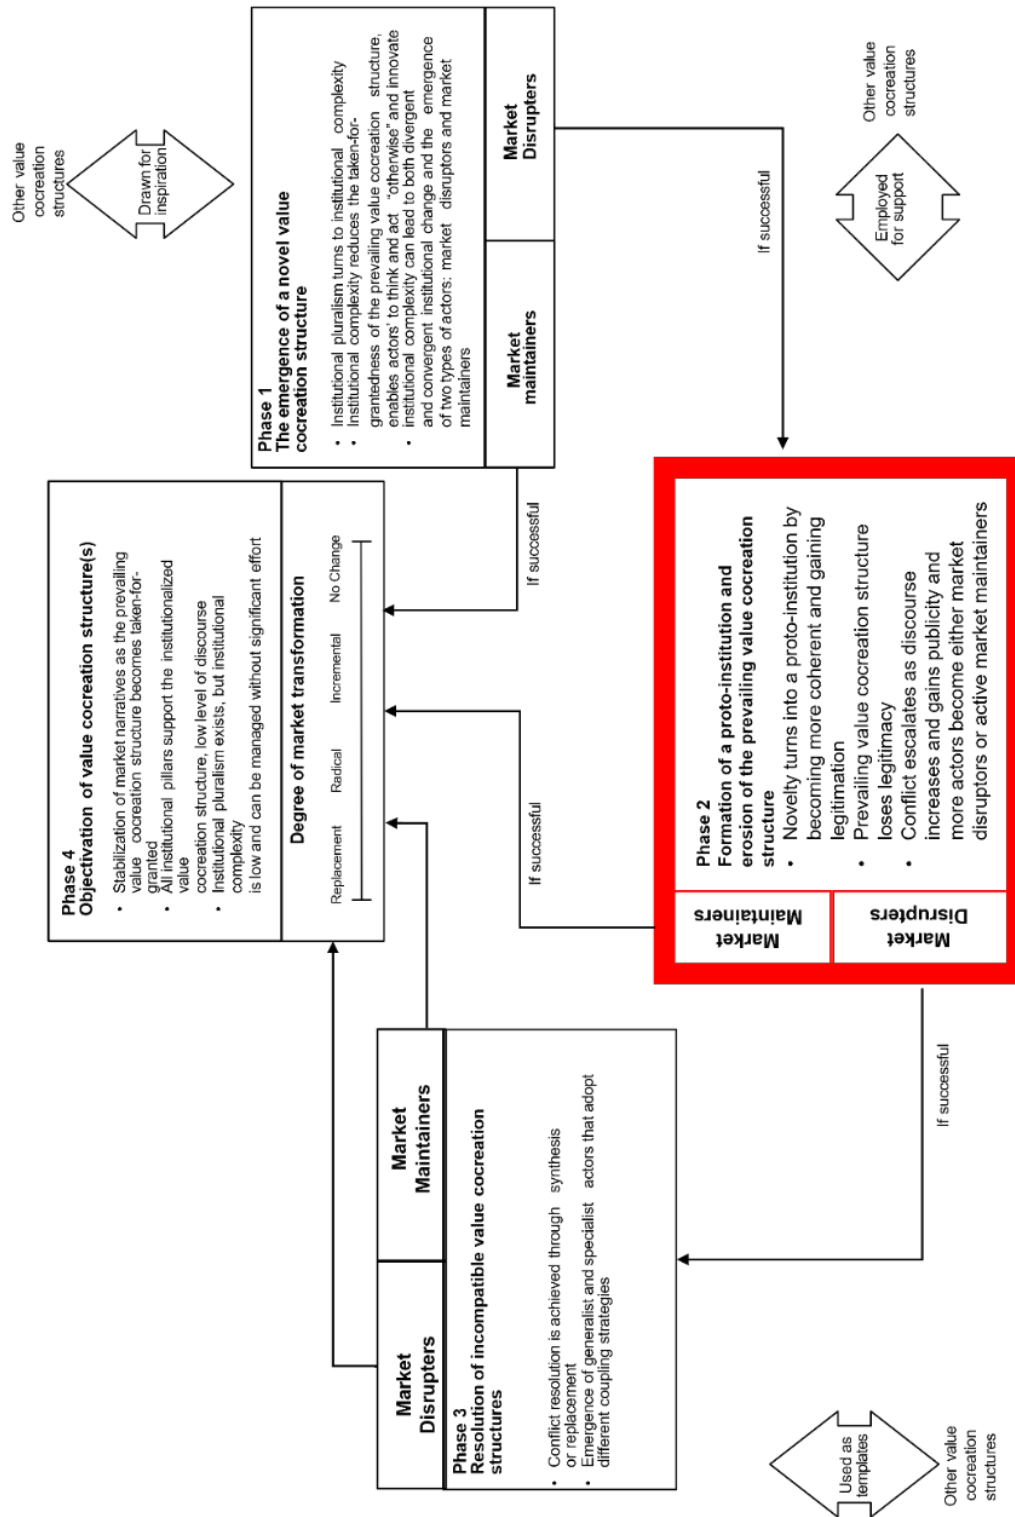 Other value
cocreation
structures
Drawn for
inspiration
Phase 1
The emergence of a novel value
cocreation structure
• Institutional pluralism turns to institutional complexity
• Institutional complexity reduces the taken-for-
grantedness of the prevailing value cocreation structure,
enables actors' to think and act "otherwise" and innovate
• institutional complexity can lead to both divergent
and convergent institutional change and the emergence
of two types of actors: market disruptors and market
maintainers
Market
maintainers
Market
Disrupters
If successful
If successful
Phase 4
Objectivation of value cocreation structure(s)
• Stabilization of market narratives as the prevailing
value cocreation structure becomes taken-for-
granted
• All institutional pillars support the institutionalized
value
cocreation structure, low level of discourse
• Institutional pluralism exists, but institutional
complexity
is low and can be managed without significant effort
Degree of market transformation
Replacement Radical Incremental No Change
If successful
Other value
cocreation
structures
Employed
for support
Phase 2
Formation of a proto-institution and
erosion of the prevailing value cocreation
structure
• Novelty turns into a proto-institution by
becoming more coherent and gaining
legitimation
• Prevailing value cocreation structure
loses legitimacy
• Conflict escalates as discourse
increases and gains publicity and
more actors become either market
disruptors or active market maintainers
Market
Maintainers
Market
Disrupters
If successful
Market
Disrupters
Market
Maintainers
Phase 3
Resolution of incompatible value cocreation
structures
• Conflict resolution is achieved through synthesis
or replacement
• Emergence of generalist and specialist actors that adopt
different coupling strategies
Used as
templates
Other value
cocreation
structures